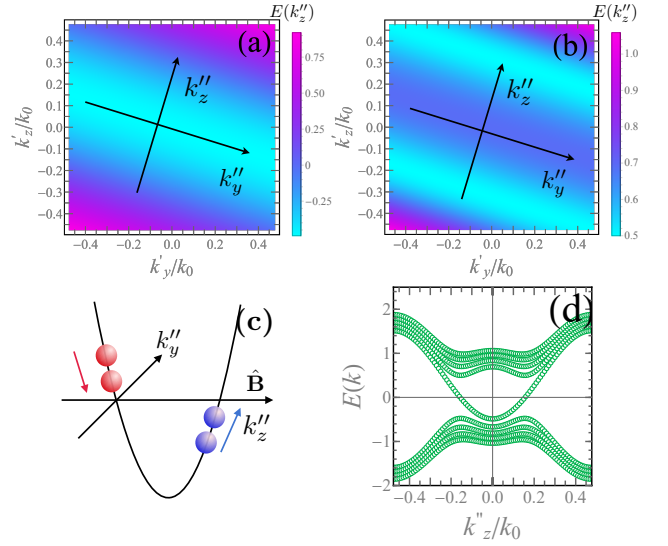 E(k''_z)
(a)
0.4
0.3
0.2
0.1
0.0
−0.1
−0.2
−0.3
−0.4
−0.4 −0.2 0.0 0.2 0.4
k'_z/k_0
k'_y/k_0
k''_z
k''_y
0.75
0.50
0.25
0
−0.25
E(k''_z)
(b)
0.4
0.3
0.2
0.1
0.0
−0.1
−0.2
−0.3
−0.4
−0.4 −0.2 0.0 0.2 0.4
k'_z/k_0
k'_y/k_0
k''_z
k''_y
1.0
0.9
0.8
0.7
0.6
0.5
(c)
k''_y
B̂
k''_z
(d)
2
1
0
−1
−2
−0.4 −0.2 0.0 0.2 0.4
E(k)
k"_z/k_0